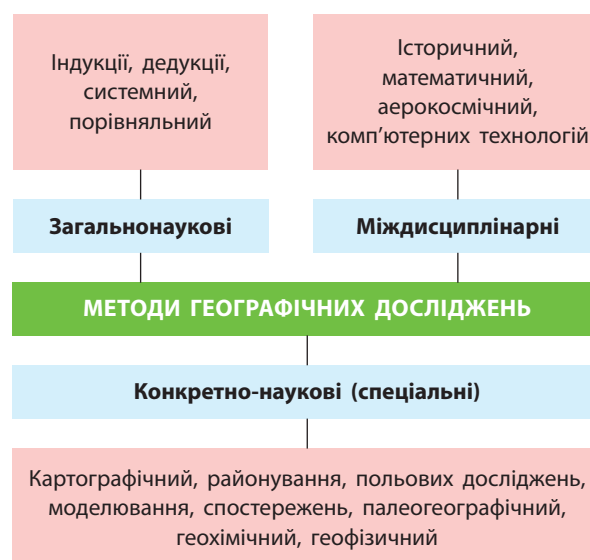 Індукції, дедукції,
системний,
порівняльний
Історичний,
математичний,
аерокосмічний,
комп’ютерних технологій
Загальнонаукові
Міждисциплінарні
МЕТОДИ ГЕОГРАФІЧНИХ ДОСЛІДЖЕНЬ
Конкретно-наукові (спеціальні)
Картографічний, районування, польових досліджень,
моделювання, спостережень, палеогеографічний,
геохімічний, геофізичний